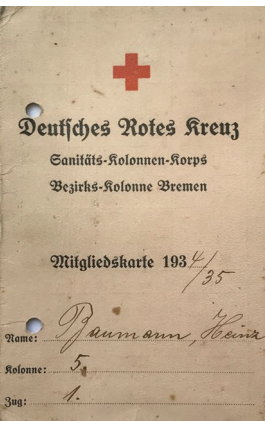 Deutsches Rotes Kreuz
Sanitäts-Kolonnen-Korps
Bezirks-Kolonne Bremen
Mitgliedskarte 1934/35
Name: Baumann, Heinz
Kolonne: 5.
Zug: 1.